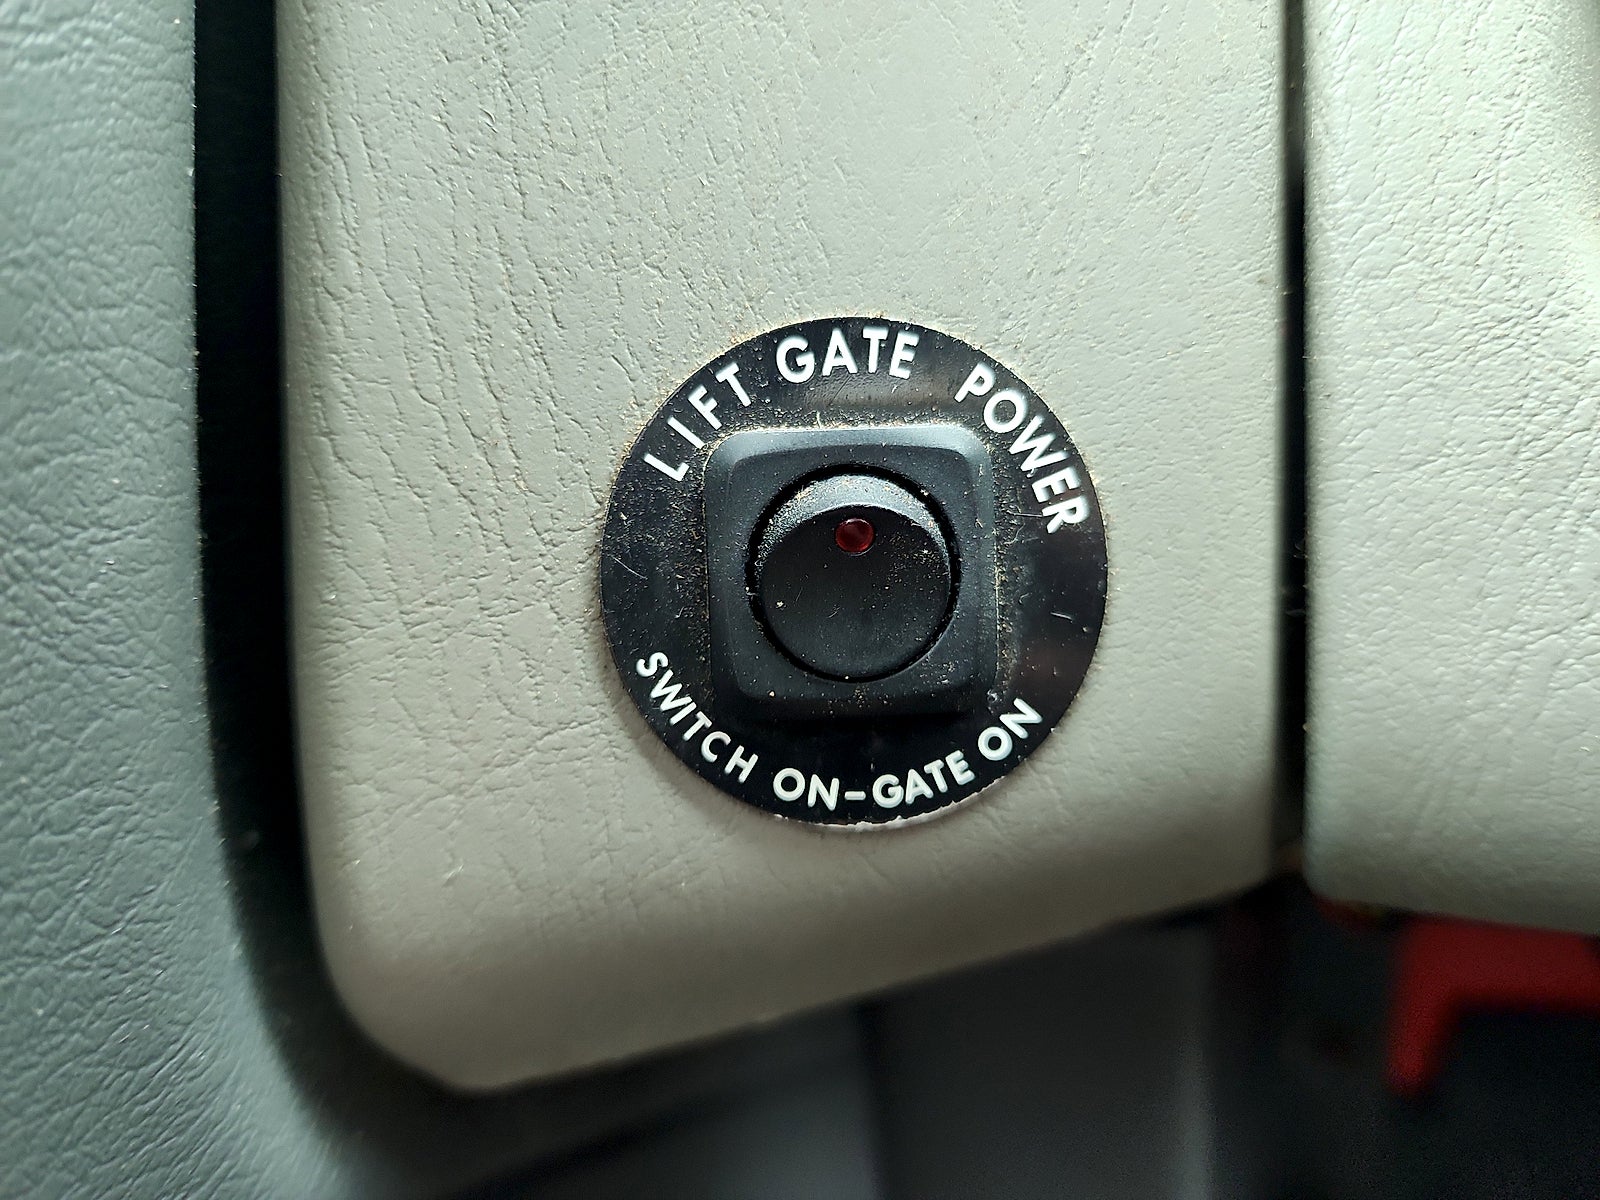 LIFT GATE POWER
SWITCH ON-GATE ON